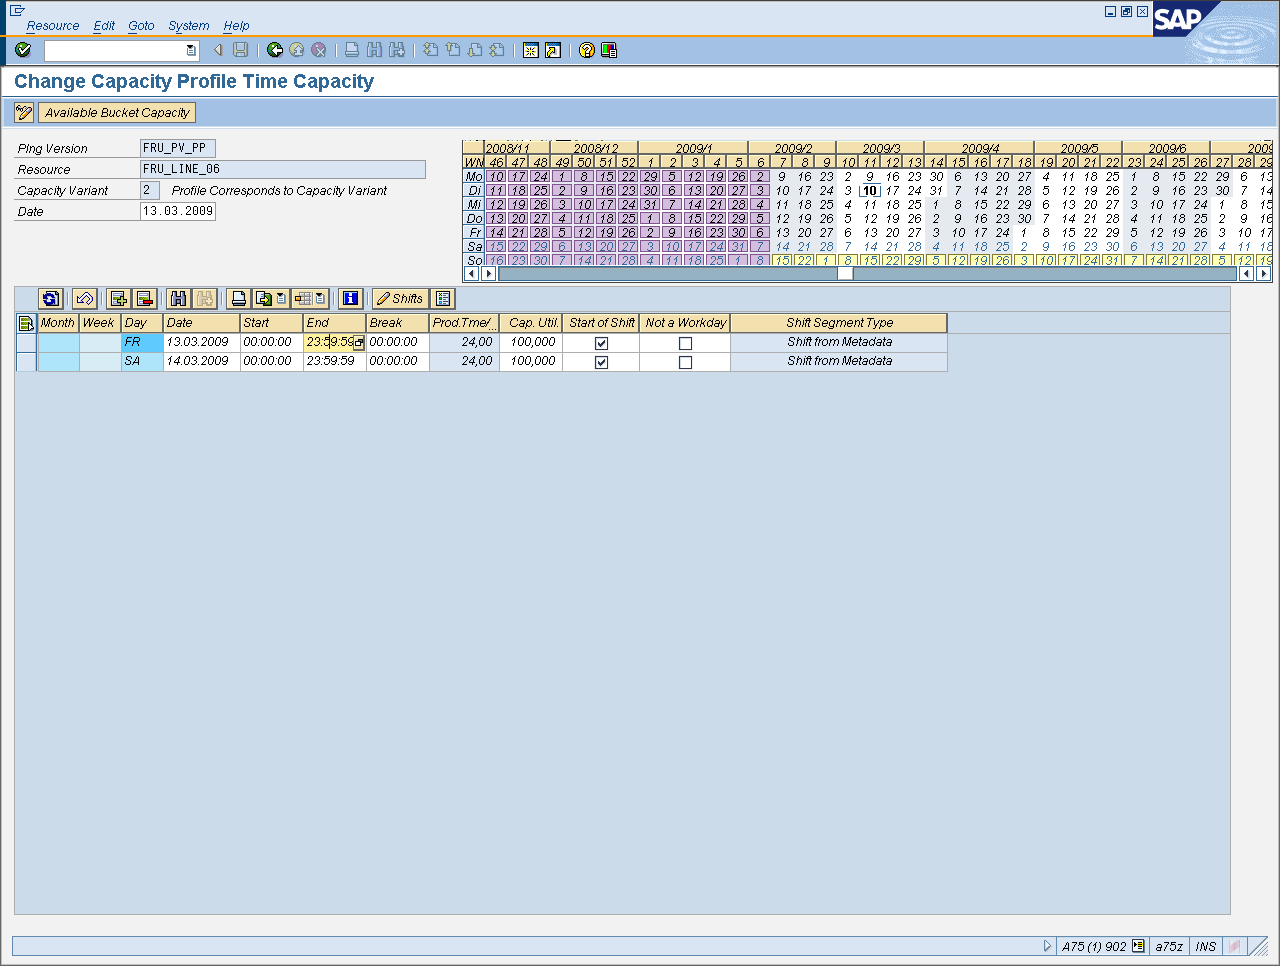 Resource Edit Goto System Help
SAP
Change Capacity Profile Time Capacity
Available Bucket Capacity
Plng Version FRU_PV_PP
Resource FRU_LINE_06
Capacity Variant 2 Profile Corresponds to Capacity Variant
Date 13.03.2009
2008/11 2008/12 2009/1 2009/2 2009/3 2009/4 2009/5 2009/6
WN 46 47 48 49 50 51 52 1 2 3 4 5 6 7 8 9 10 11 12 13 14 15 16 17 18 19 20 21 22 23 24 25 26 27 28 29
Mo 10 17 24 1 8 15 22 29 5 12 19 26 2 9 16 23 2 9 16 23 30 6 13 20 27 4 11 18 25 1 8 15 22 29 6 13
Di 11 18 25 2 9 16 23 30 6 13 20 27 3 10 17 24 3 10 17 24 31 7 14 21 28 5 12 19 26 2 9 16 23 30 7 14
Mi 12 19 26 3 10 17 24 31 7 14 21 28 4 11 18 25 4 11 18 25 1 8 15 22 29 6 13 20 27 3 10 17 24 1 8 15
Do 13 20 27 4 11 18 25 1 8 15 22 29 5 12 19 26 5 12 19 26 2 9 16 23 30 7 14 21 28 4 11 18 25 2 9 16
Fr 14 21 28 5 12 19 26 2 9 16 23 30 6 13 20 27 6 13 20 27 3 10 17 24 1 8 15 22 29 5 12 19 26 3 10 17
Sa 15 22 29 6 13 20 27 3 10 17 24 31 7 14 21 28 7 14 21 28 4 11 18 25 2 9 16 23 30 6 13 20 27 4 11 18
So 16 23 30 7 14 21 28 4 11 18 25 1 8 15 22 1 8 15 22 29 5 12 19 26 3 10 17 24 31 7 14 21 28 5 12 19
Shifts
Month Week Day Date Start End Break Prod.Tme/... Cap. Util. Start of Shift Not a Workday Shift Segment Type
FR 13.03.2009 00:00:00 23:59:59 00:00:00 24,00 100,000 Shift from Metadata
SA 14.03.2009 00:00:00 23:59:59 00:00:00 24,00 100,000 Shift from Metadata
A75 (1) 902 a75z INS